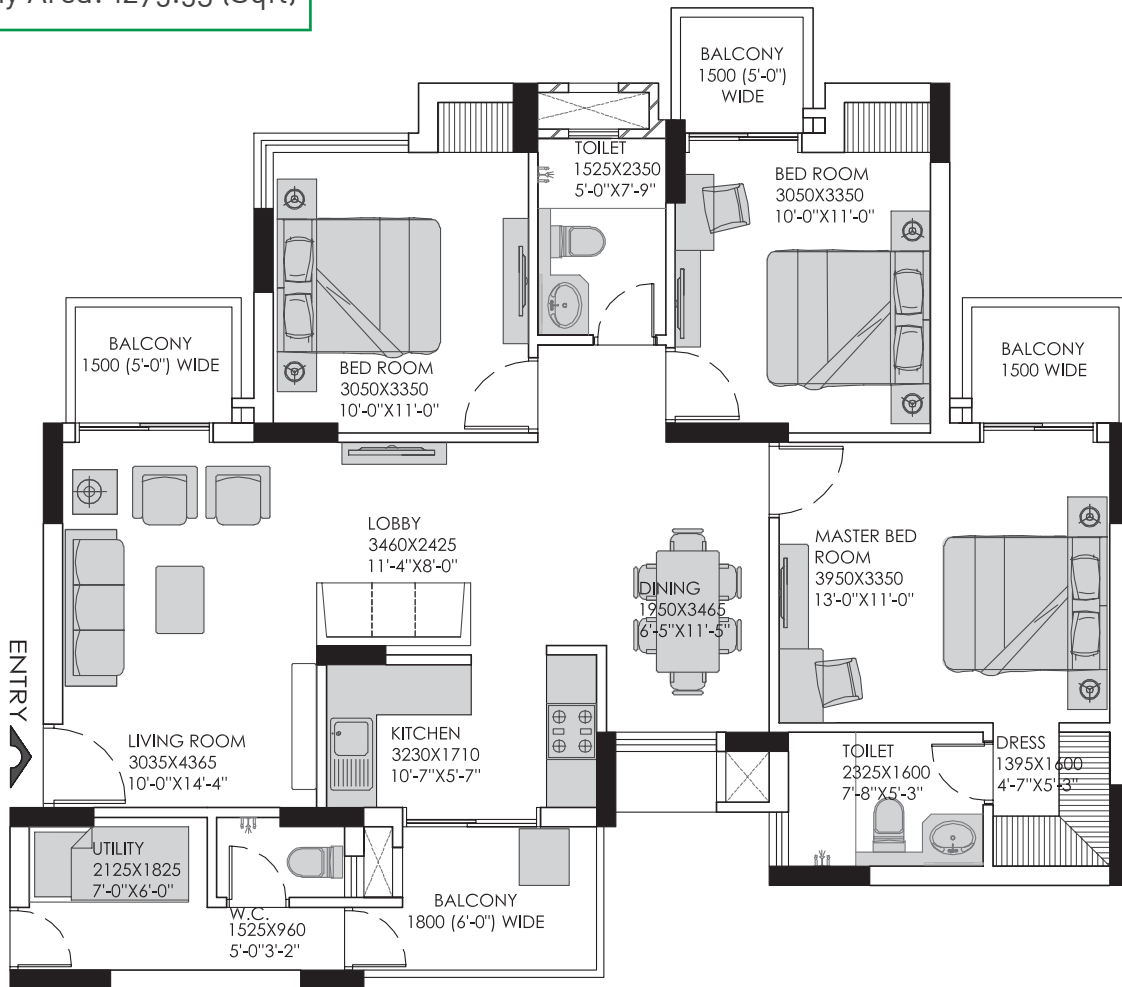 BALCONY
1500 (5'-0")
WIDE
TOILET
1525X2350
5'-0"X7'-9"
BED ROOM
3050X3350
10'-0"X11'-0"
BALCONY
1500 (5'-0") WIDE
BED ROOM
3050X3350
10'-0"X11'-0"
BALCONY
1500 WIDE
LOBBY
3460X2425
11'-4"X8'-0"
MASTER BED
ROOM
3950X3350
13'-0"X11'-0"
DINING
1950X3465
6'-5"X11'-5"
ENTRY
LIVING ROOM
3035X4365
10'-0"X14'-4"
KITCHEN
3230X1710
10'-7"X5'-7"
TOILET
2325X1600
7'-8"X5'-3"
DRESS
1395X1600
4'-7"X5'-3"
UTILITY
2125X1825
7'-0"X6'-0"
W.C.
1525X960
5'-0"3'-2"
BALCONY
1800 (6'-0") WIDE